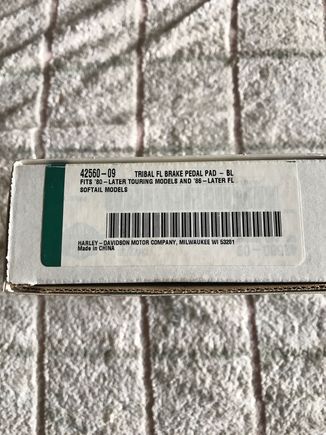 42560-09 TRIBAL FL BRAKE PEDAL PAD - BL
FITS '80-LATER TOURING MODELS AND '86-LATER FL
SOFTAIL MODELS
HARLEY-DAVIDSON MOTOR COMPANY, MILWAUKEE WI 53201
Made in CHINA